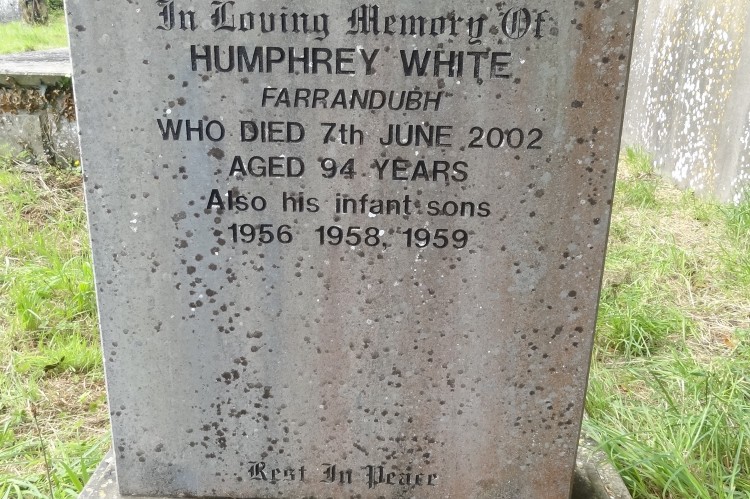 In Loving Memory Of
HUMPHREY WHITE
FARRANDUBH
WHO DIED 7th JUNE 2002
AGED 94 YEARS
Also his infant sons
1956 1958, 1959
Rest In Peace